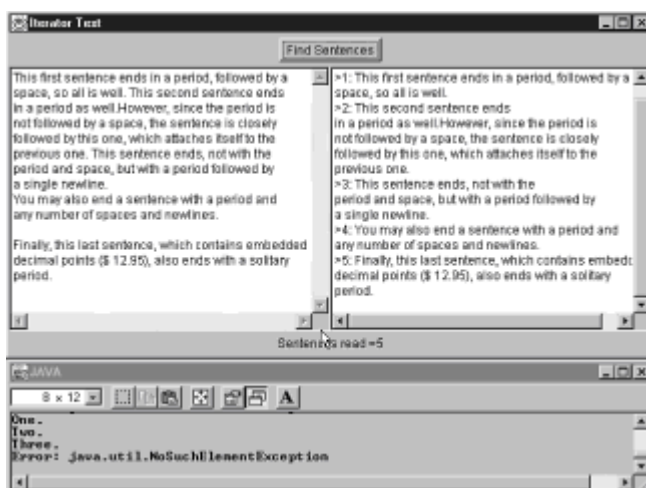 Iterator Test
Find Sentences
This first sentence ends in a period, followed by a
space, so all is well. This second sentence ends
in a period as well.However, since the period is
not followed by a space, the sentence is closely
followed by this one, which attaches itself to the
previous one. This sentence ends, not with the
period and space, but with a period followed by
a single newline.
You may also end a sentence with a period and
any number of spaces and newlines.
Finally, this last sentence, which contains embedded
decimal points ($ 12.95), also ends with a solitary
period.
>1: This first sentence ends in a period, followed by a
space, so all is well.
>2: This second sentence ends
in a period as well.However, since the period is
not followed by a space, the sentence is closely
followed by this one, which attaches itself to the
previous one.
>3: This sentence ends, not with the
period and space, but with a period followed by
a single newline.
>4: You may also end a sentence with a period and
any number of spaces and newlines.
>5: Finally, this last sentence, which contains embedd
decimal points ($ 12.95), also ends with a solitary
period.
Sentences read =5
JAVA
8 x 12
A
One.
Two.
Three.
Error: java.util.NoSuchElementException